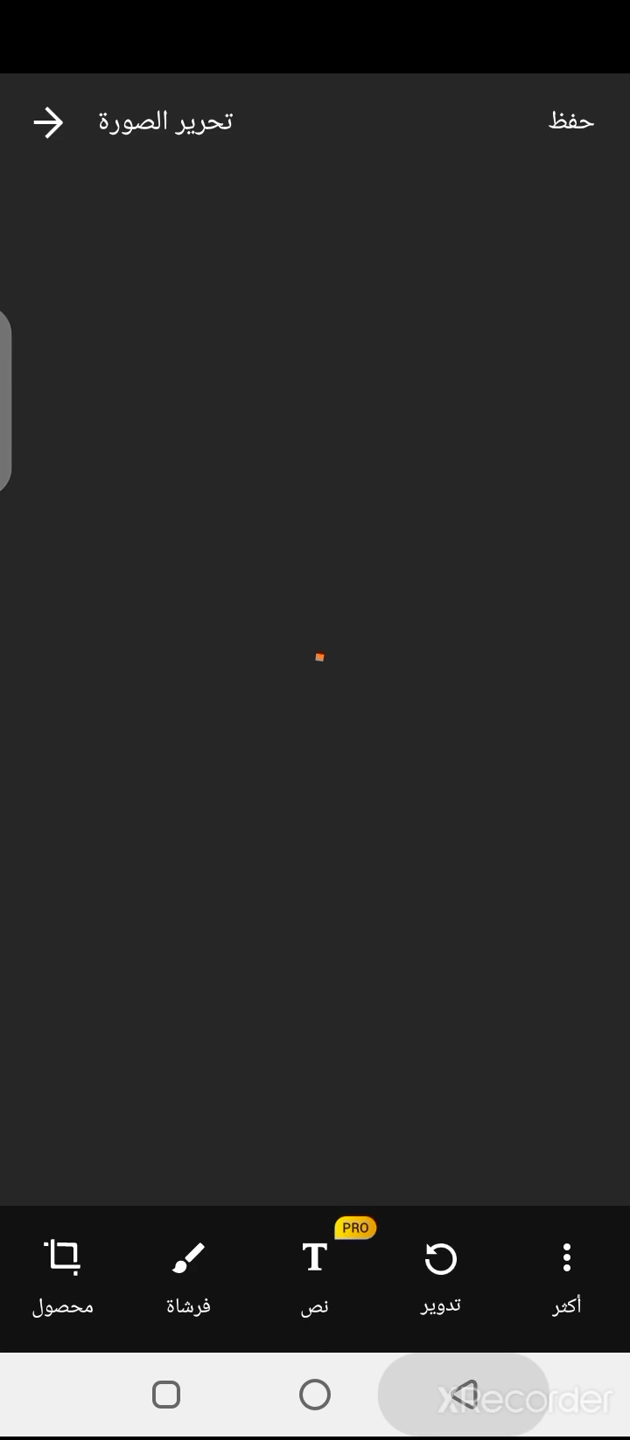 تحرير الصورة
حفظ
PRO
محصول
فرشاة
نص
تدوير
أكثر
XRecorder